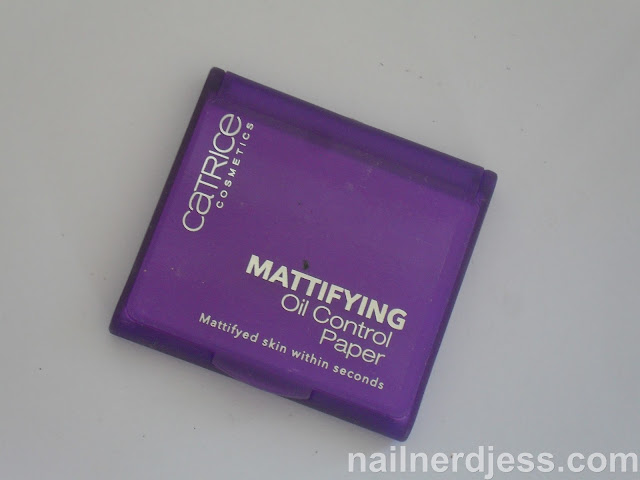 CATRICE
COSMETICS
MATTIFYING
Oil Control
Paper
Mattifyed skin within seconds
nailnerdjess.com